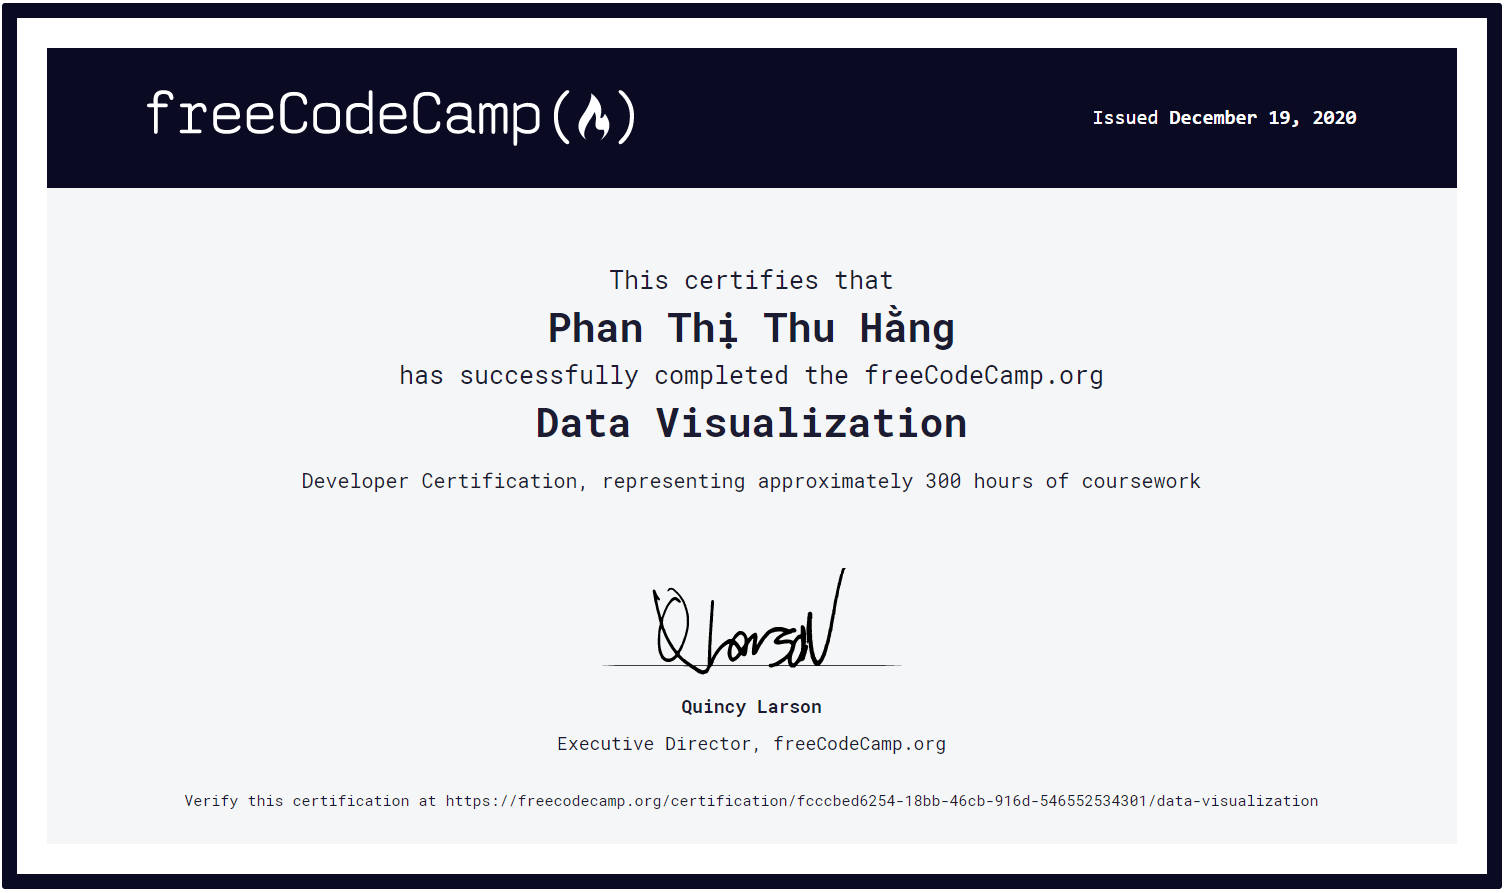 freeCodeCamp
Issued December 19, 2020
This certifies that
Phan Thị Thu Hằng
has successfully completed the freeCodeCamp.org
Data Visualization
Developer Certification, representing approximately 300 hours of coursework
Q Larson
Quincy Larson
Executive Director, freeCodeCamp.org
Verify this certification at https://freecodecamp.org/certification/fcccbed6254-18bb-46cb-916d-546552534301/data-visualization